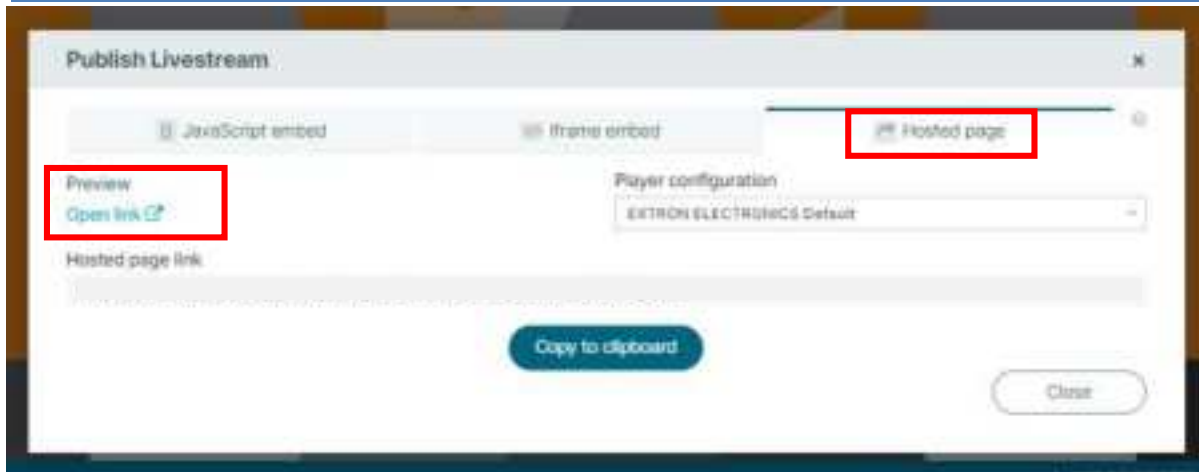 Publish Livestream
JavaScript embed
Iframe embed
Hosted page
Preview
Open link
Player configuration
EXTRON ELECTRONICS Default
Hosted page link
Copy to clipboard
Close